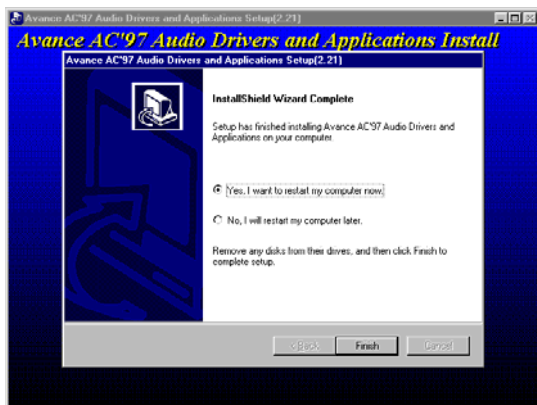 Avance AC'97 Audio Drivers and Applications Setup(2.21)
Avance AC'97 Audio Drivers and Applications Install
Avance AC'97 Audio Drivers and Applications Setup(2.21)
InstallShield Wizard Complete
Setup has finished installing Avance AC'97 Audio Drivers and
Applications on your computer.
Yes, I want to restart my computer now.
No, I will restart my computer later.
Remove any disks from their drives, and then click Finish to
complete setup.
< Back
Finish
Cancel